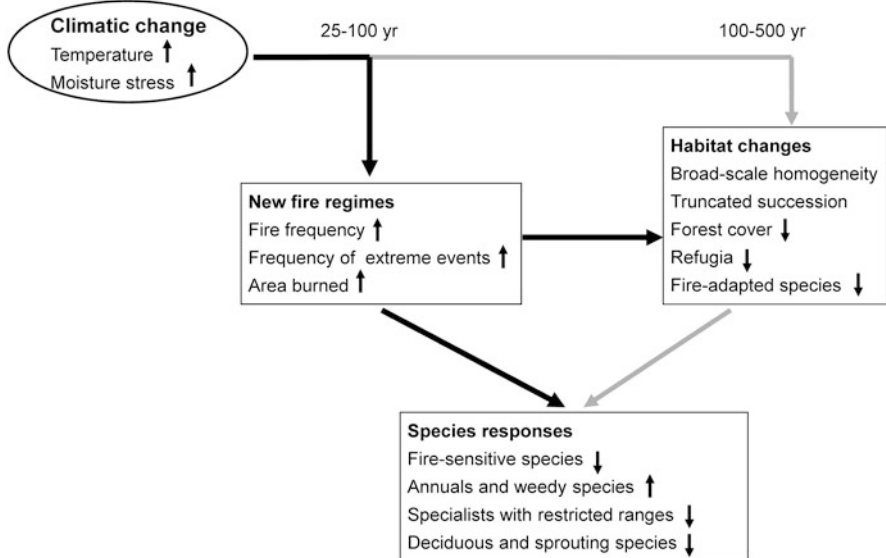 Climatic change
Temperature ↑
Moisture stress ↑
25-100 yr
100-500 yr
New fire regimes
Fire frequency ↑
Frequency of extreme events ↑
Area burned ↑
Habitat changes
Broad-scale homogeneity
Truncated succession
Forest cover ↓
Refugia ↓
Fire-adapted species ↓
Species responses
Fire-sensitive species ↓
Annuals and weedy species ↑
Specialists with restricted ranges ↓
Deciduous and sprouting species ↓